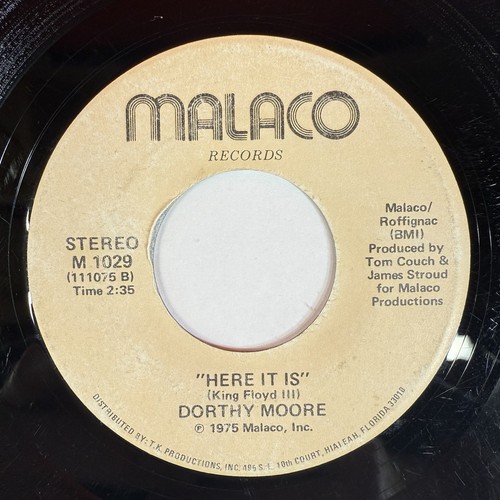 MALACO
RECORDS
STEREO
M 1029
(111075 B)
Time 2:35
Malaco/
Roffignac
(BMI)
Produced by
Tom Couch &
James Stroud
for Malaco
Productions
"HERE IT IS"
(King Floyd III)
DORTHY MOORE
℗ 1975 Malaco, Inc.
DISTRIBUTED BY: T.K. PRODUCTIONS, INC. 495 S.E. 10th COURT, HIALEAH, FLORIDA 33010